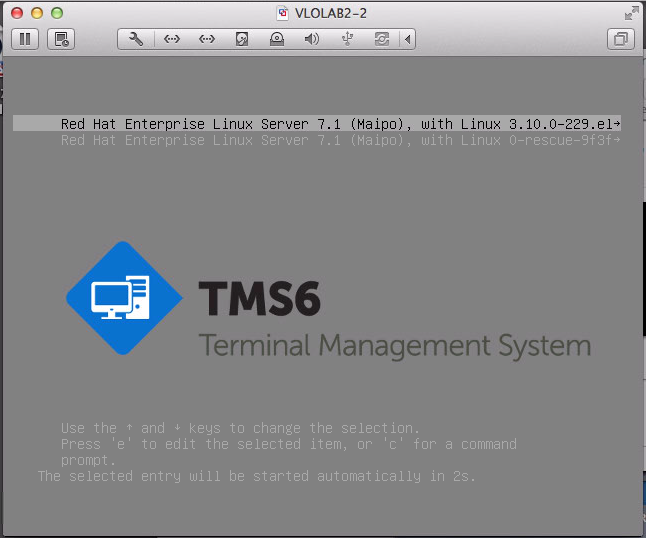 VLOLAB2-2
Red Hat Enterprise Linux Server 7.1 (Maipo), with Linux 3.10.0-229.el→
Red Hat Enterprise Linux Server 7.1 (Maipo), with Linux 0-rescue-9f3f→
TMS6
Terminal Management System
Use the ↑ and ↓ keys to change the selection.
Press 'e' to edit the selected item, or 'c' for a command
prompt.
The selected entry will be started automatically in 2s.